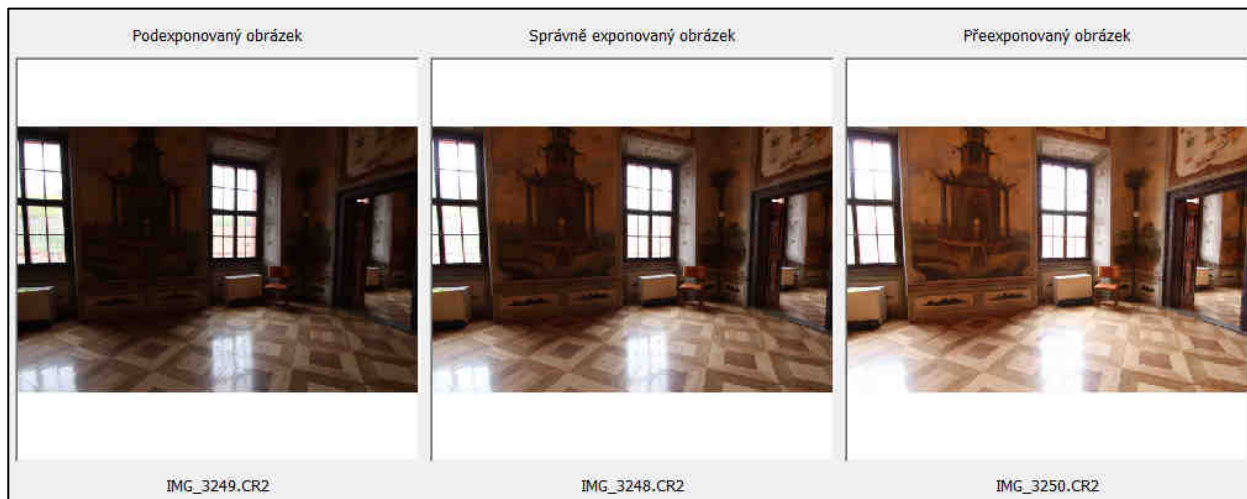 Podexponovaný obrázek
Správně exponovaný obrázek
Přeexponovaný obrázek
IMG_3249.CR2
IMG_3248.CR2
IMG_3250.CR2